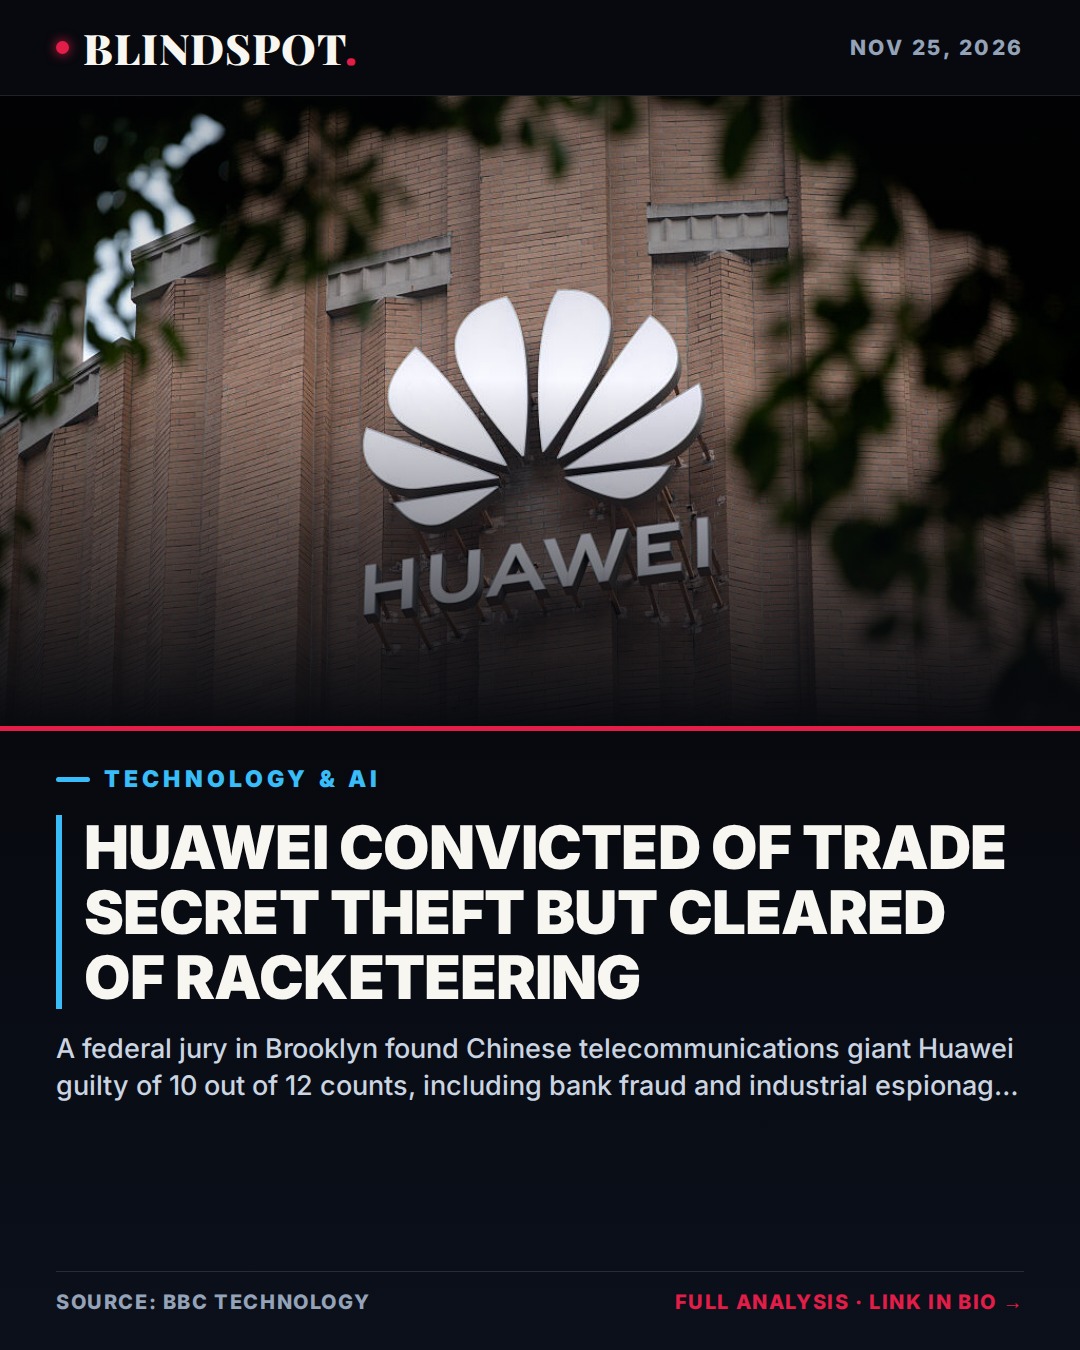 BLINDSPOT.
NOV 25, 2026
HUAWEI
TECHNOLOGY & AI
HUAWEI CONVICTED OF TRADE
SECRET THEFT BUT CLEARED
OF RACKETEERING
A federal jury in Brooklyn found Chinese telecommunications giant Huawei
guilty of 10 out of 12 counts, including bank fraud and industrial espionag...
SOURCE: BBC TECHNOLOGY
FULL ANALYSIS · LINK IN BIO →